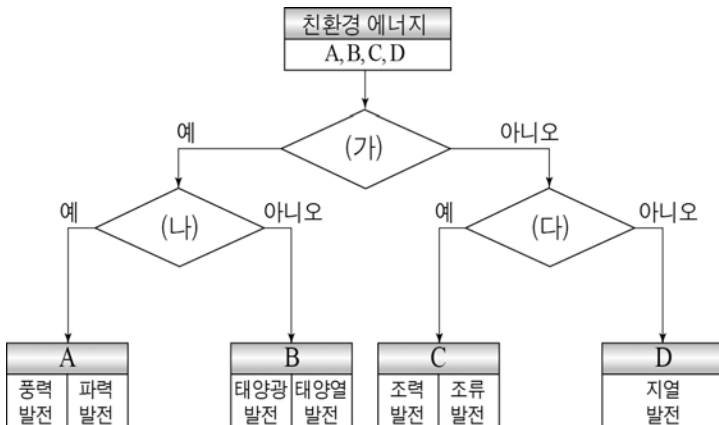 친환경 에너지
A, B, C, D
(가)
예
아니오
(나)
예
아니오
(다)
예
아니오
A
B
C
D
풍력 파력 태양광 태양열 조력 조류 지열
발전 발전 발전 발전 발전 발전 발전